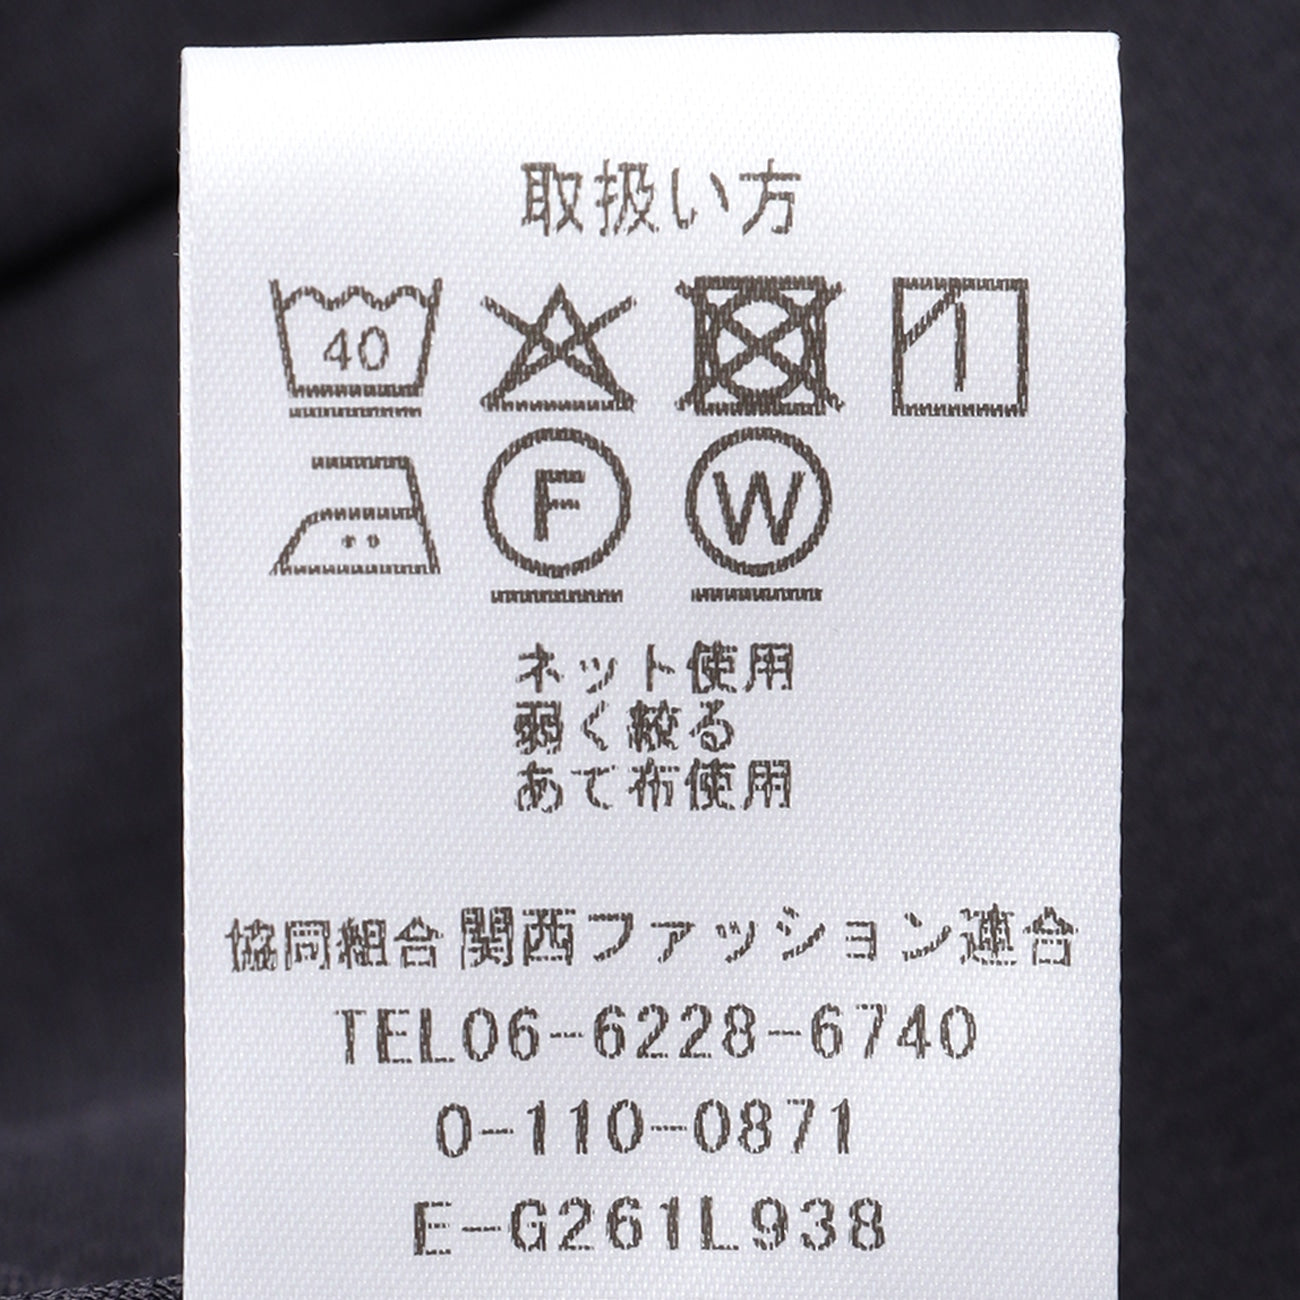 取扱い方
40
F W
ネット使用
弱く絞る
あて布使用
協同組合関西ファッション連合
TEL06-6228-6740
0-110-0871
E-G261L938